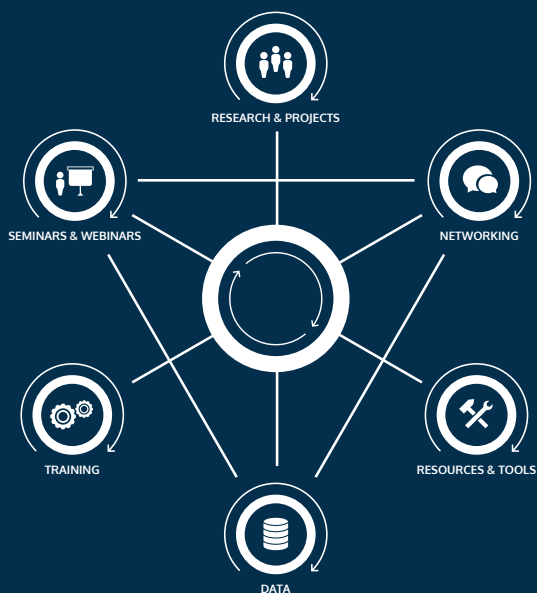 RESEARCH & PROJECTS
SEMINARS & WEBINARS
NETWORKING
TRAINING
RESOURCES & TOOLS
DATA